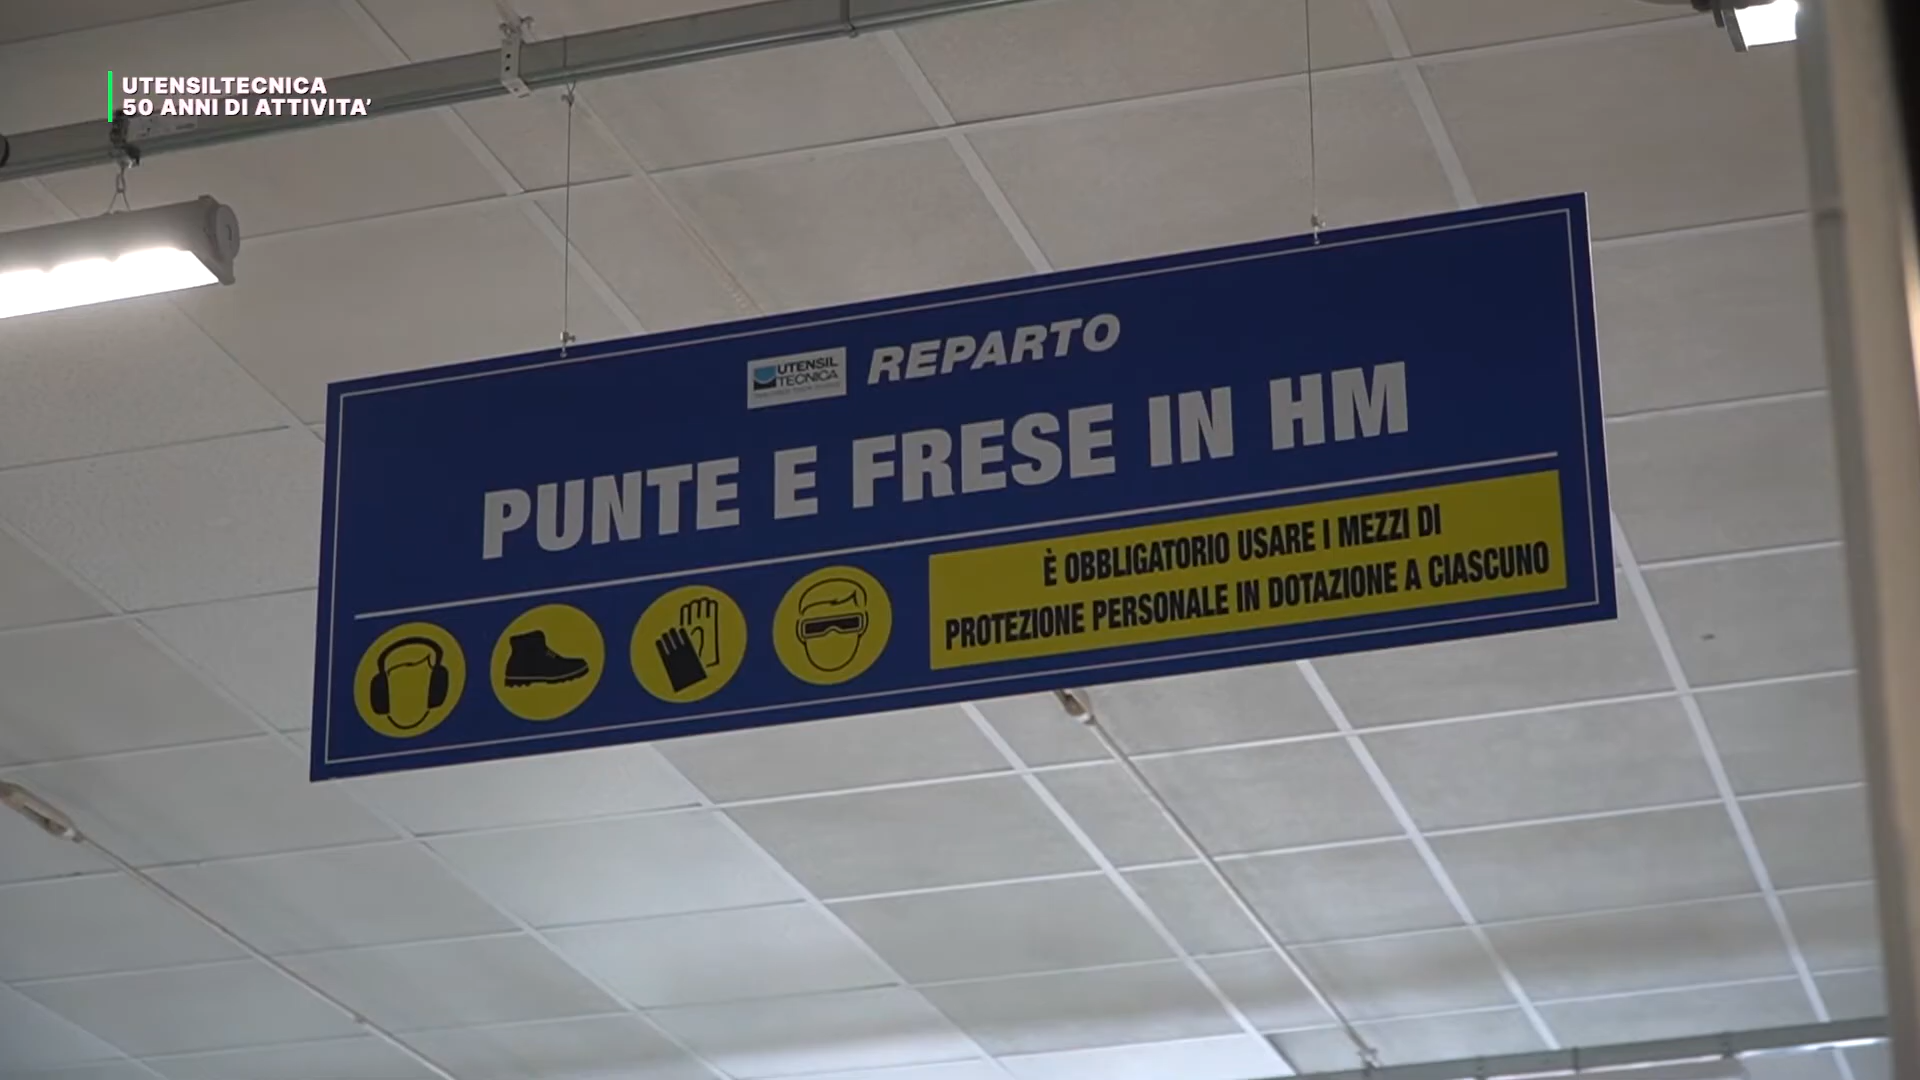 UTENSILTECNICA
50 ANNI DI ATTIVITA’
UTENSIL
TECNICA
REPARTO
PUNTE E FRESE IN HM
È OBBLIGATORIO USARE I MEZZI DI
PROTEZIONE PERSONALE IN DOTAZIONE A CIASCUNO